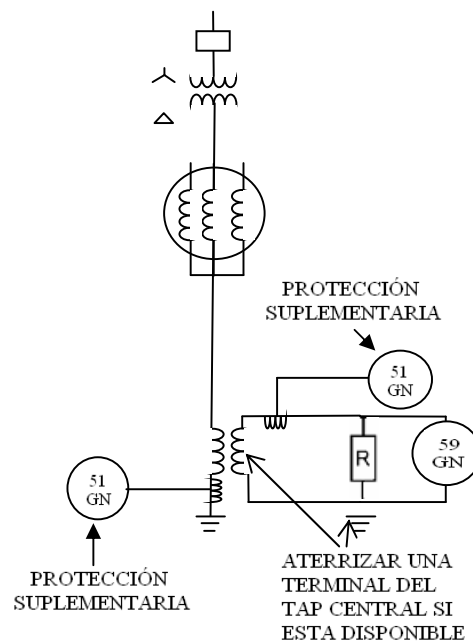 PROTECCIÓN
SUPLEMENTARIA
51
GN
R
59
GN
51
GN
PROTECCIÓN
SUPLEMENTARIA
ATERRIZAR UNA
TERMINAL DEL
TAP CENTRAL SI
ESTA DISPONIBLE